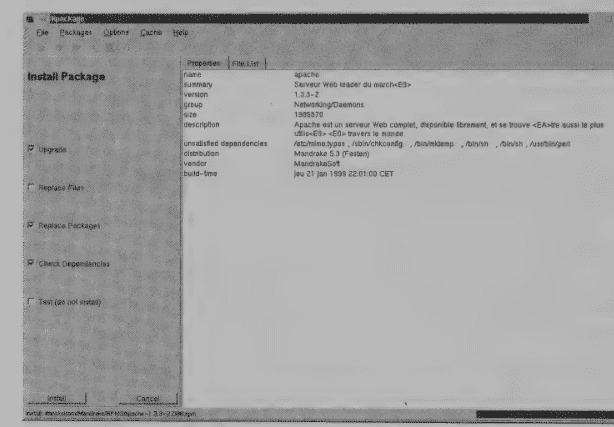 Kpackage
File Packages Options Cache Help
Properties File List
Install Package
name apache
summary Serveur Web leader du march<E9>
version 1.3.3-2
group Networking/Daemons
size 1989870
description Apache est un serveur Web complet, disponible librement, et se trouve <EA>tre aussi le plus
utilis<E9> <E0> travers le monde.
unsatisfied dependencies /etc/mime.types , /sbin/chkconfig , /bin/mktemp , /bin/sh , /bin/sh , /usr/bin/perl
distribution Mandrake 5.3 (Festen)
vendor MandrakeSoft
build-time jeu 21 jan 1999 22:01:00 CET
Upgrade
Replace Files
Replace Packages
Check Dependencies
Test (do not install)
Install Cancel